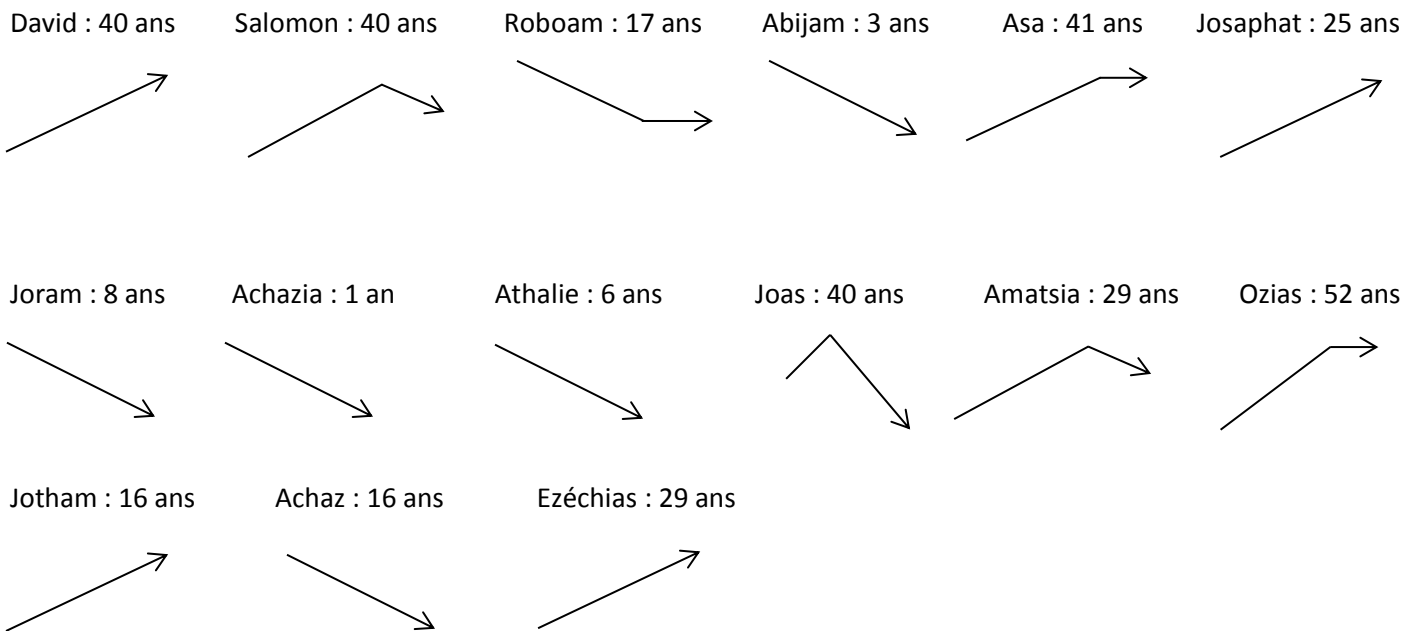 David : 40 ans Salomon : 40 ans Roboam : 17 ans Abijam : 3 ans Asa : 41 ans Josaphat : 25 ans
Joram : 8 ans Achazia : 1 an Athalie : 6 ans Joas : 40 ans Amatsia : 29 ans Ozias : 52 ans
Jotham : 16 ans Achaz : 16 ans Ezéchias : 29 ans